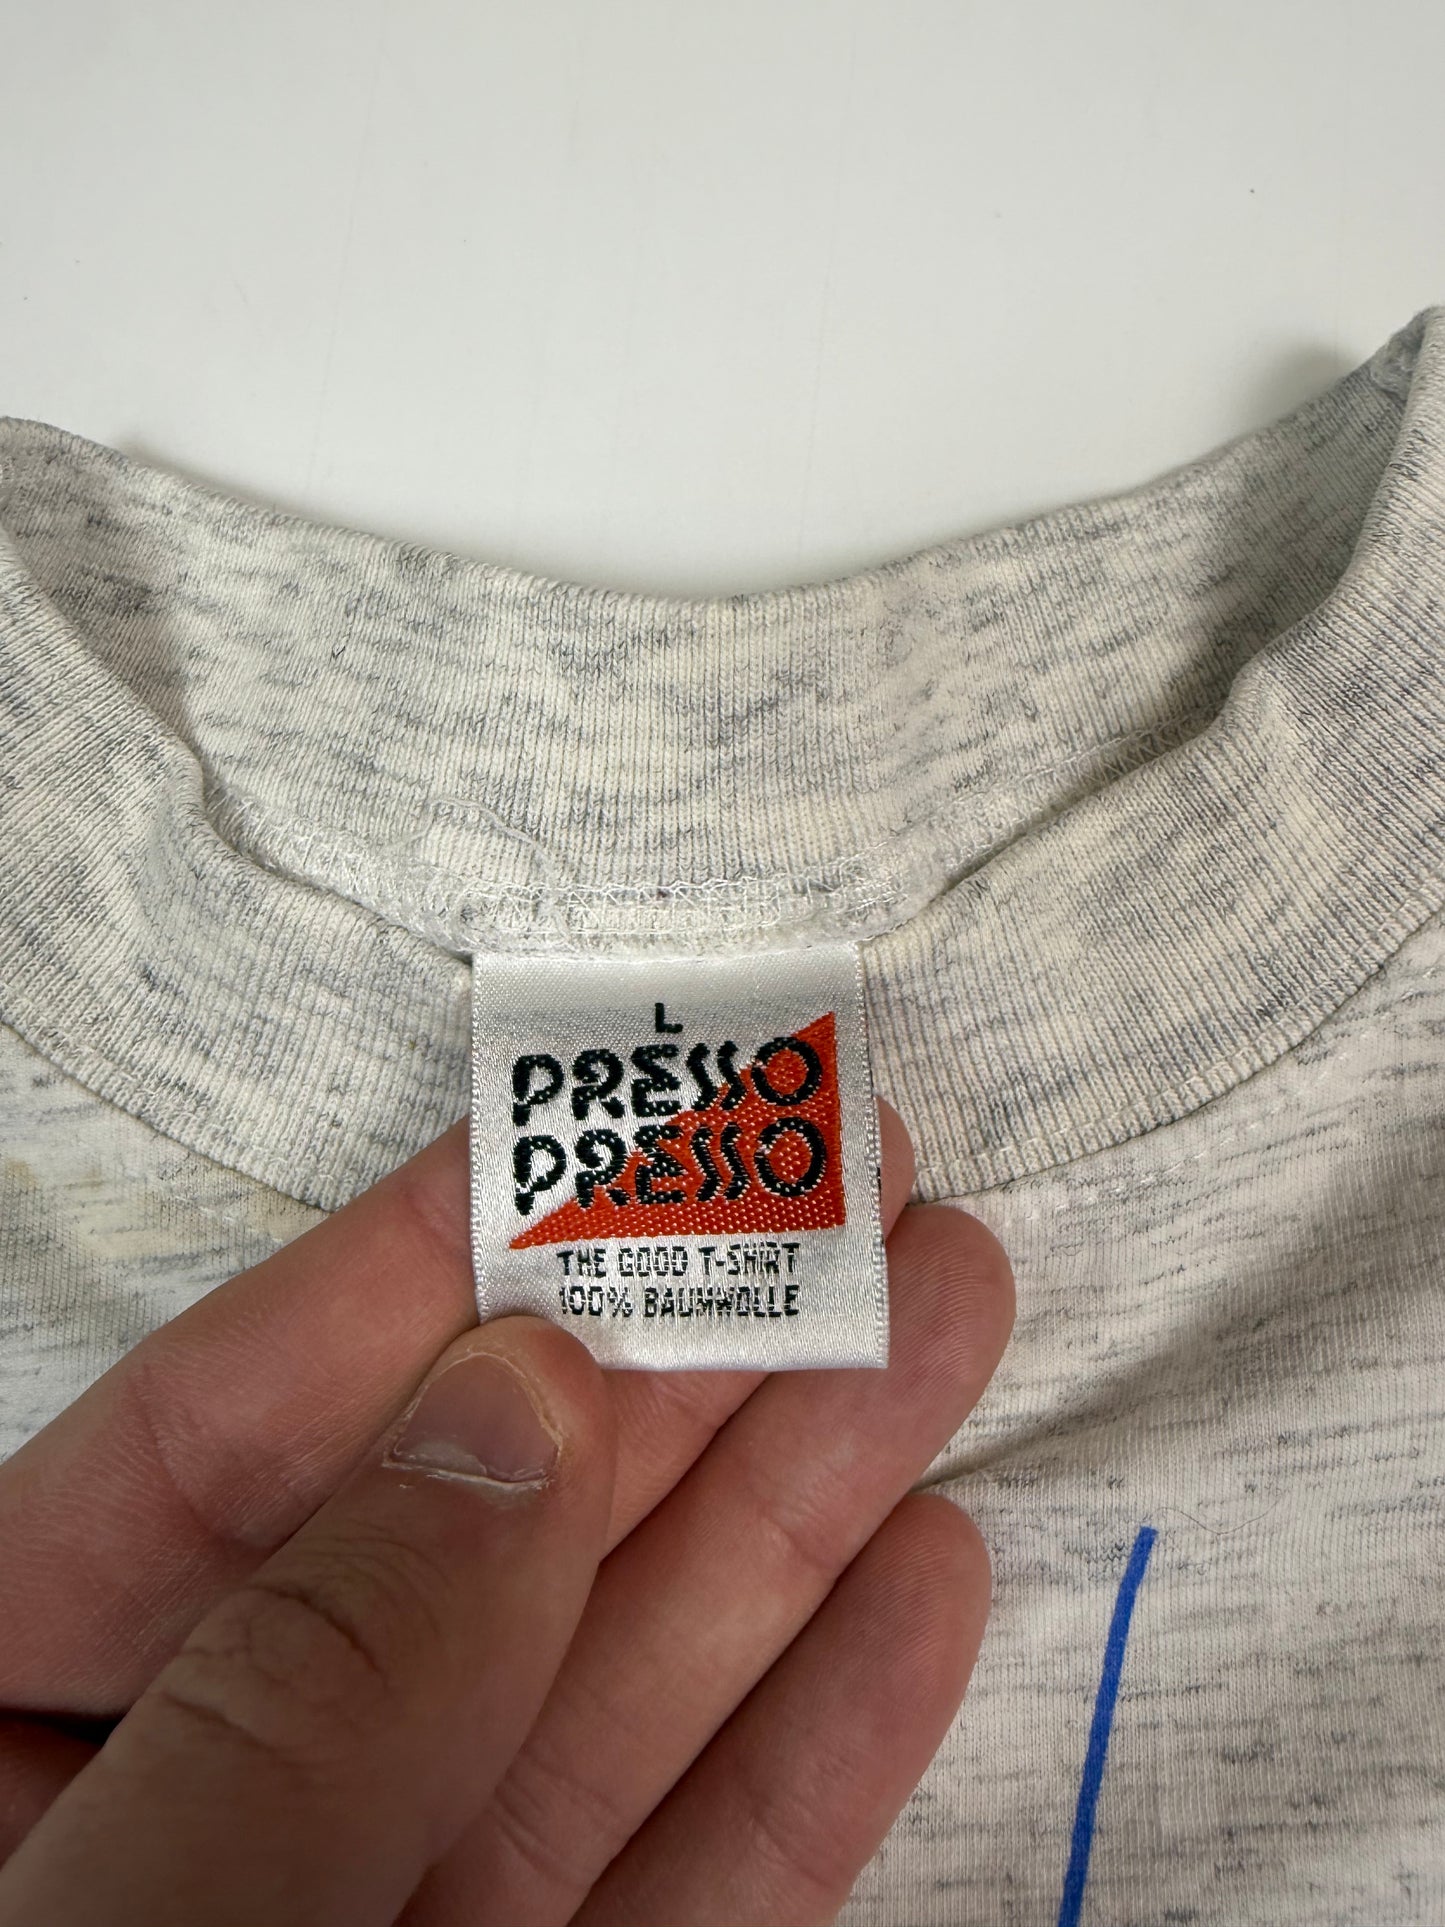 L
PRESSO
PRESSO
THE GOOD T-SHIRT
100% BAUMWOLLE